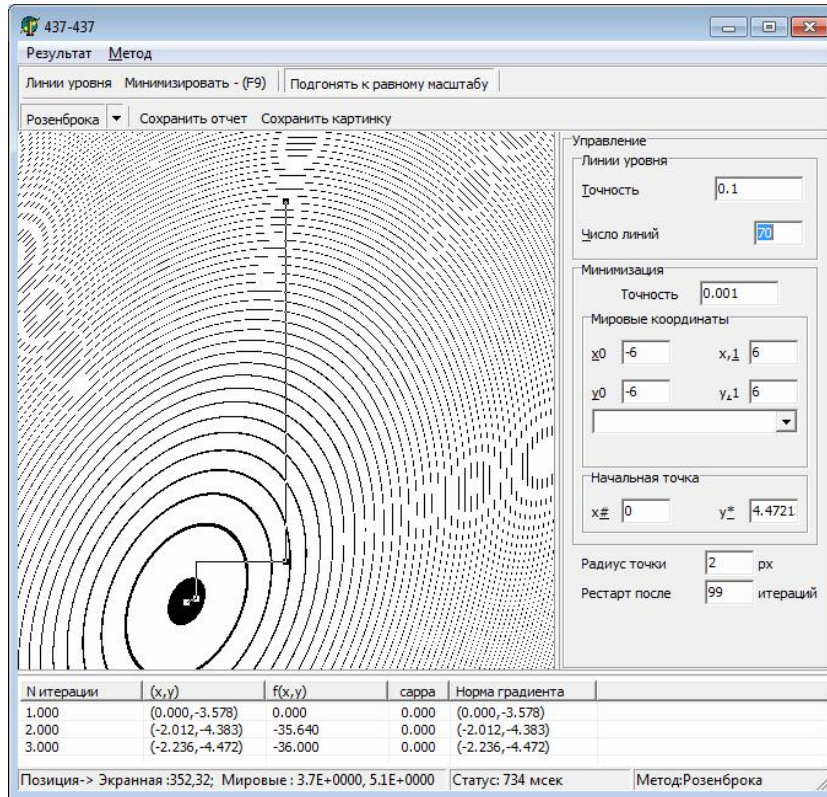 437-437
Результат Метод
Линии уровня Минимизировать - (F9) Подгонять к равному масштабу
Розенброка Сохранить отчет Сохранить картинку
Управление
Линии уровня
Точность 0.1
Число линий 70
Минимизация
Точность 0.001
Мировые координаты
x0 -6 x,1 6
y0 -6 y,1 6
Начальная точка
x# 0 y* 4.4721
Радиус точки 2 px
Рестарт после 99 итераций
N итерации (x,y) f(x,y) cappa Норма градиента
1.000 (0.000,-3.578) 0.000 0.000 (0.000,-3.578)
2.000 (-2.012,-4.383) -35.640 0.000 (-2.012,-4.383)
3.000 (-2.236,-4.472) -36.000 0.000 (-2.236,-4.472)
Позиция-> Экранная :352,32; Мировые : 3.7E+0000, 5.1E+0000 Статус: 734 мсек Метод:Розенброка